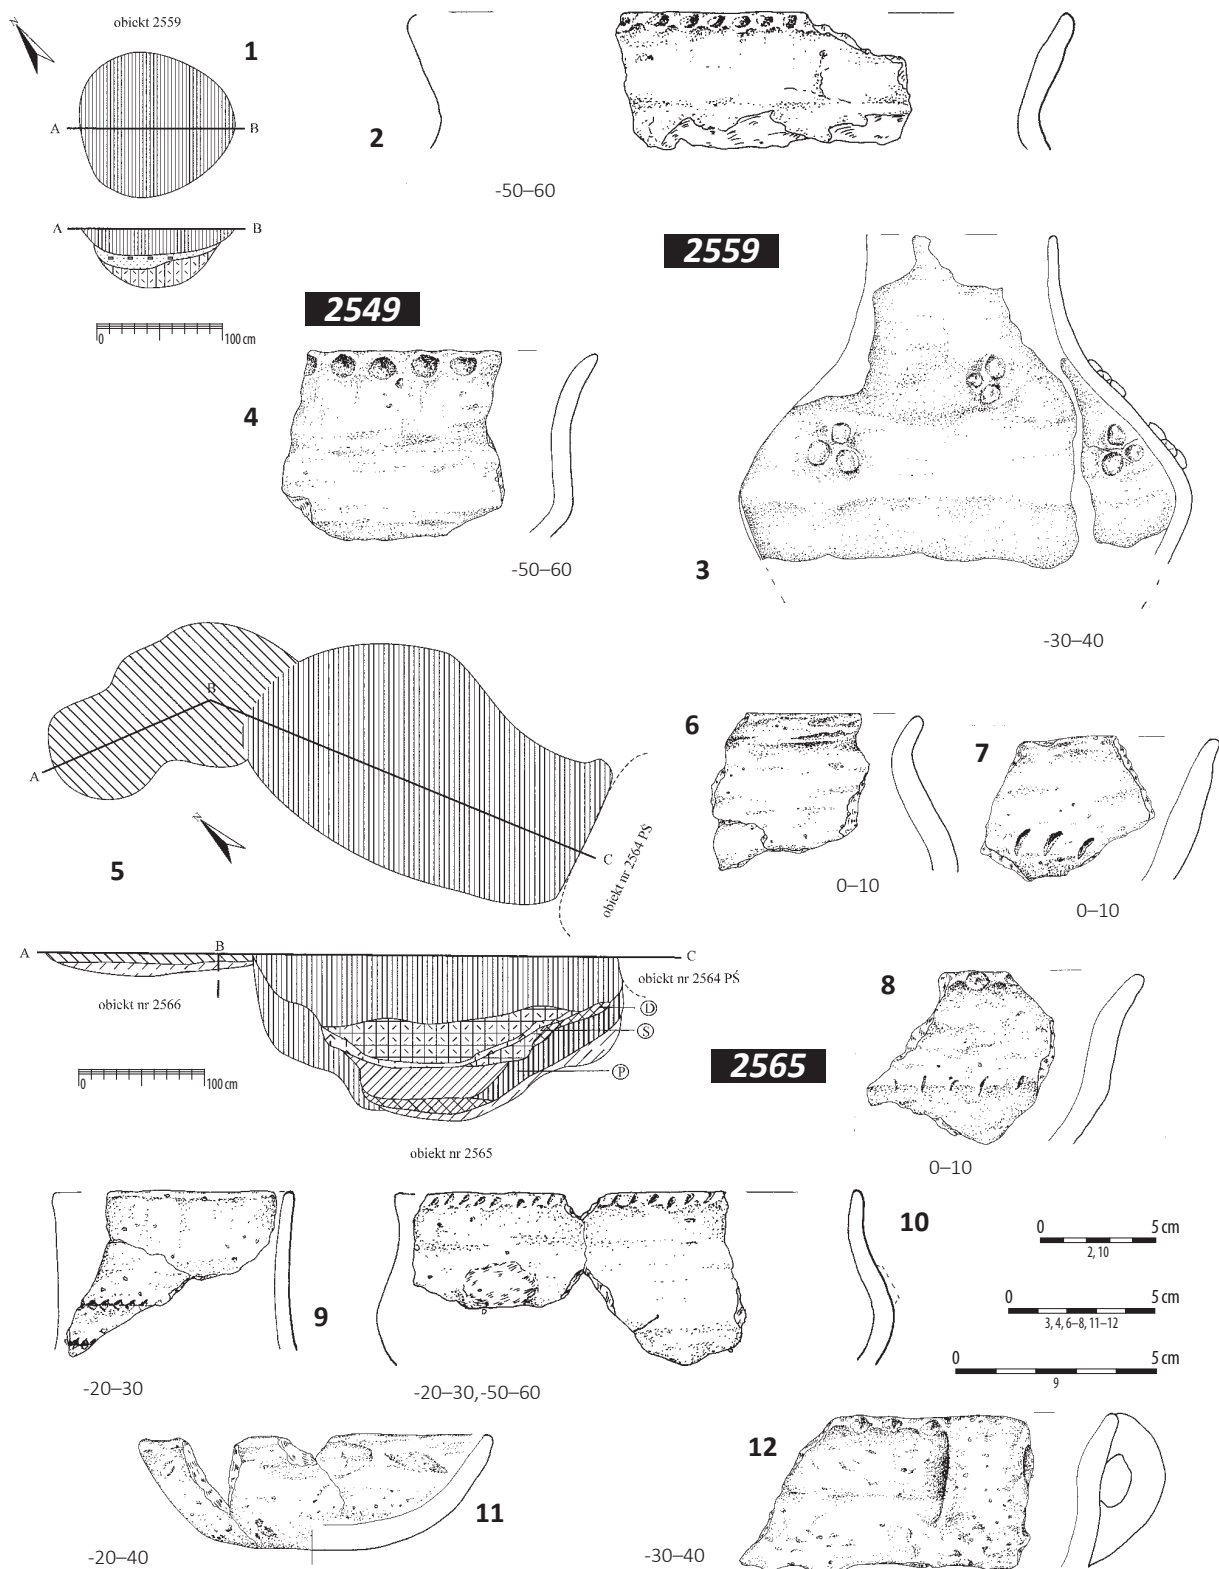 N
obiekt 2559
1
A
B
A
B
0
100 cm
2
-50–60
2549
4
-50–60
2559
3
-30–40
A
B
C
N
5
obiekt nr 2564 PŚ
A
B
C
obiekt nr 2566
obiekt nr 2564 PŚ
D
S
P
0
100 cm
obiekt nr 2565
6
0–10
7
0–10
2565
8
0–10
9
-20–30
10
-20–30,-50–60
0
5 cm
2, 10
3, 4, 6–8, 11–12
0
5 cm
0
5 cm
9
11
-20–40
12
-30–40